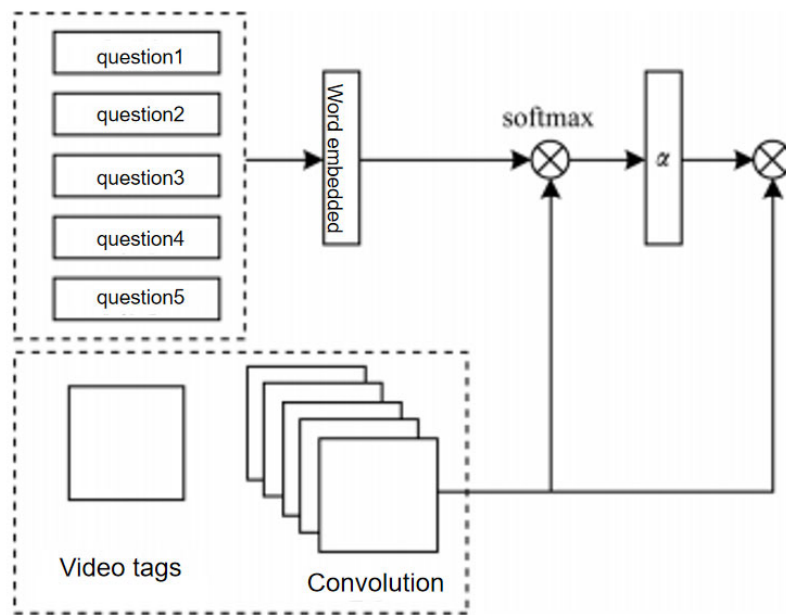 question1
question2
question3
question4
question5
Word embedded
softmax
α
Video tags
Convolution